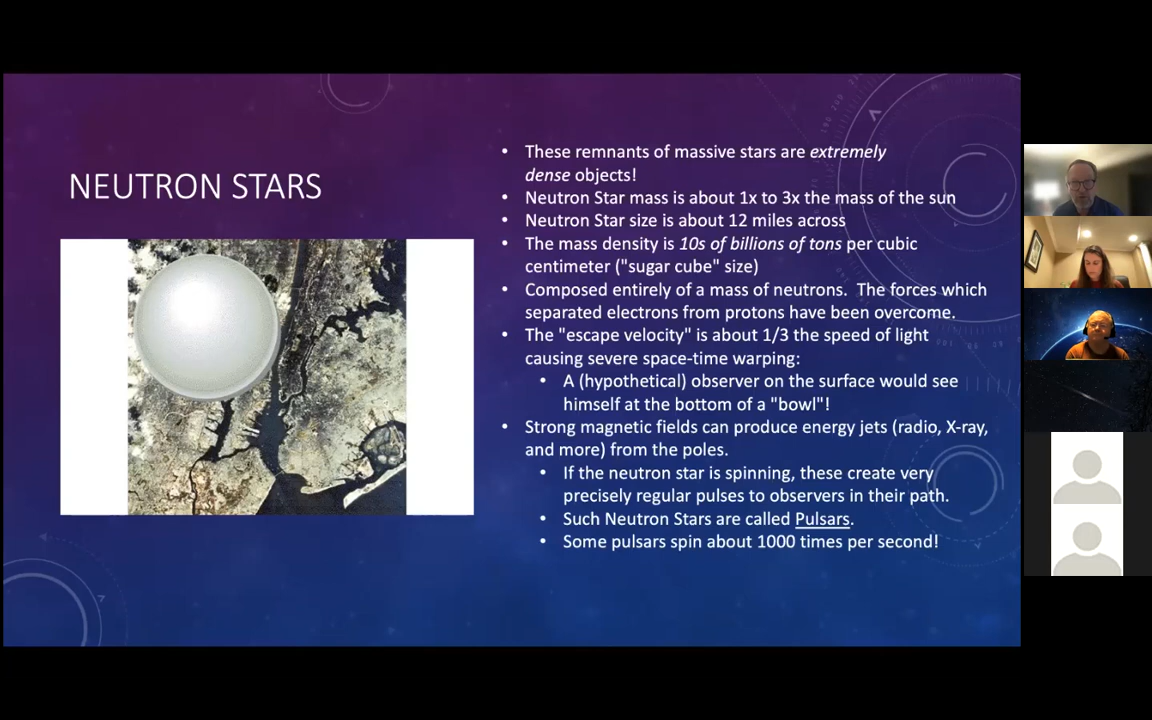 NEUTRON STARS
• These remnants of massive stars are extremely
dense objects!
• Neutron Star mass is about 1x to 3x the mass of the sun
• Neutron Star size is about 12 miles across
• The mass density is 10s of billions of tons per cubic
centimeter ("sugar cube" size)
• Composed entirely of a mass of neutrons.  The forces which
separated electrons from protons have been overcome.
• The "escape velocity" is about 1/3 the speed of light
causing severe space-time warping:
• A (hypothetical) observer on the surface would see
himself at the bottom of a "bowl"!
• Strong magnetic fields can produce energy jets (radio, X-ray,
and more) from the poles.
• If the neutron star is spinning, these create very
precisely regular pulses to observers in their path.
• Such Neutron Stars are called Pulsars.
• Some pulsars spin about 1000 times per second!